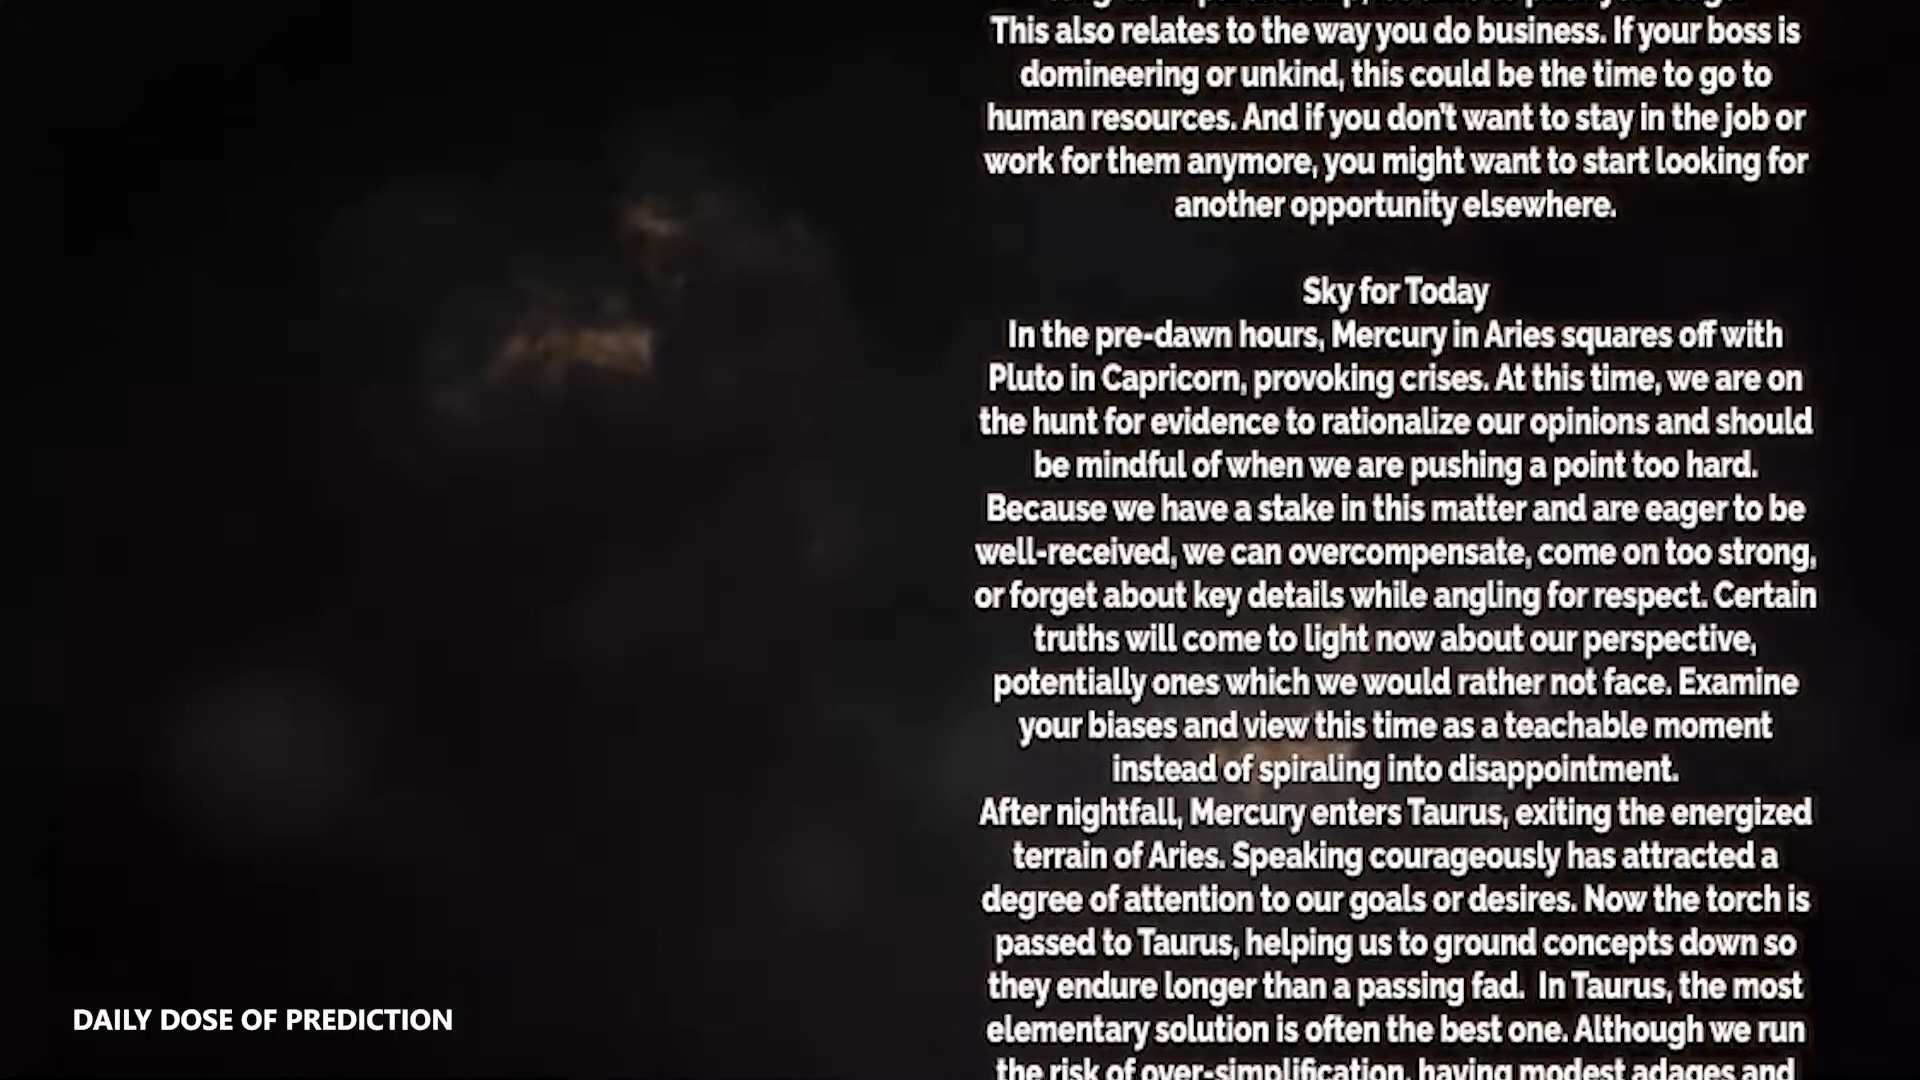 This also relates to the way you do business. If your boss is
domineering or unkind, this could be the time to go to
human resources. And if you don't want to stay in the job or
work for them anymore, you might want to start looking for
another opportunity elsewhere.
Sky for Today
In the pre-dawn hours, Mercury in Aries squares off with
Pluto in Capricorn, provoking crises. At this time, we are on
the hunt for evidence to rationalize our opinions and should
be mindful of when we are pushing a point too hard.
Because we have a stake in this matter and are eager to be
well-received, we can overcompensate, come on too strong,
or forget about key details while angling for respect. Certain
truths will come to light now about our perspective,
potentially ones which we would rather not face. Examine
your biases and view this time as a teachable moment
instead of spiraling into disappointment.
After nightfall, Mercury enters Taurus, exiting the energized
terrain of Aries. Speaking courageously has attracted a
degree of attention to our goals or desires. Now the torch is
passed to Taurus, helping us to ground concepts down so
they endure longer than a passing fad. In Taurus, the most
elementary solution is often the best one. Although we run
the risk of over-simplification, having modest adages and
DAILY DOSE OF PREDICTION